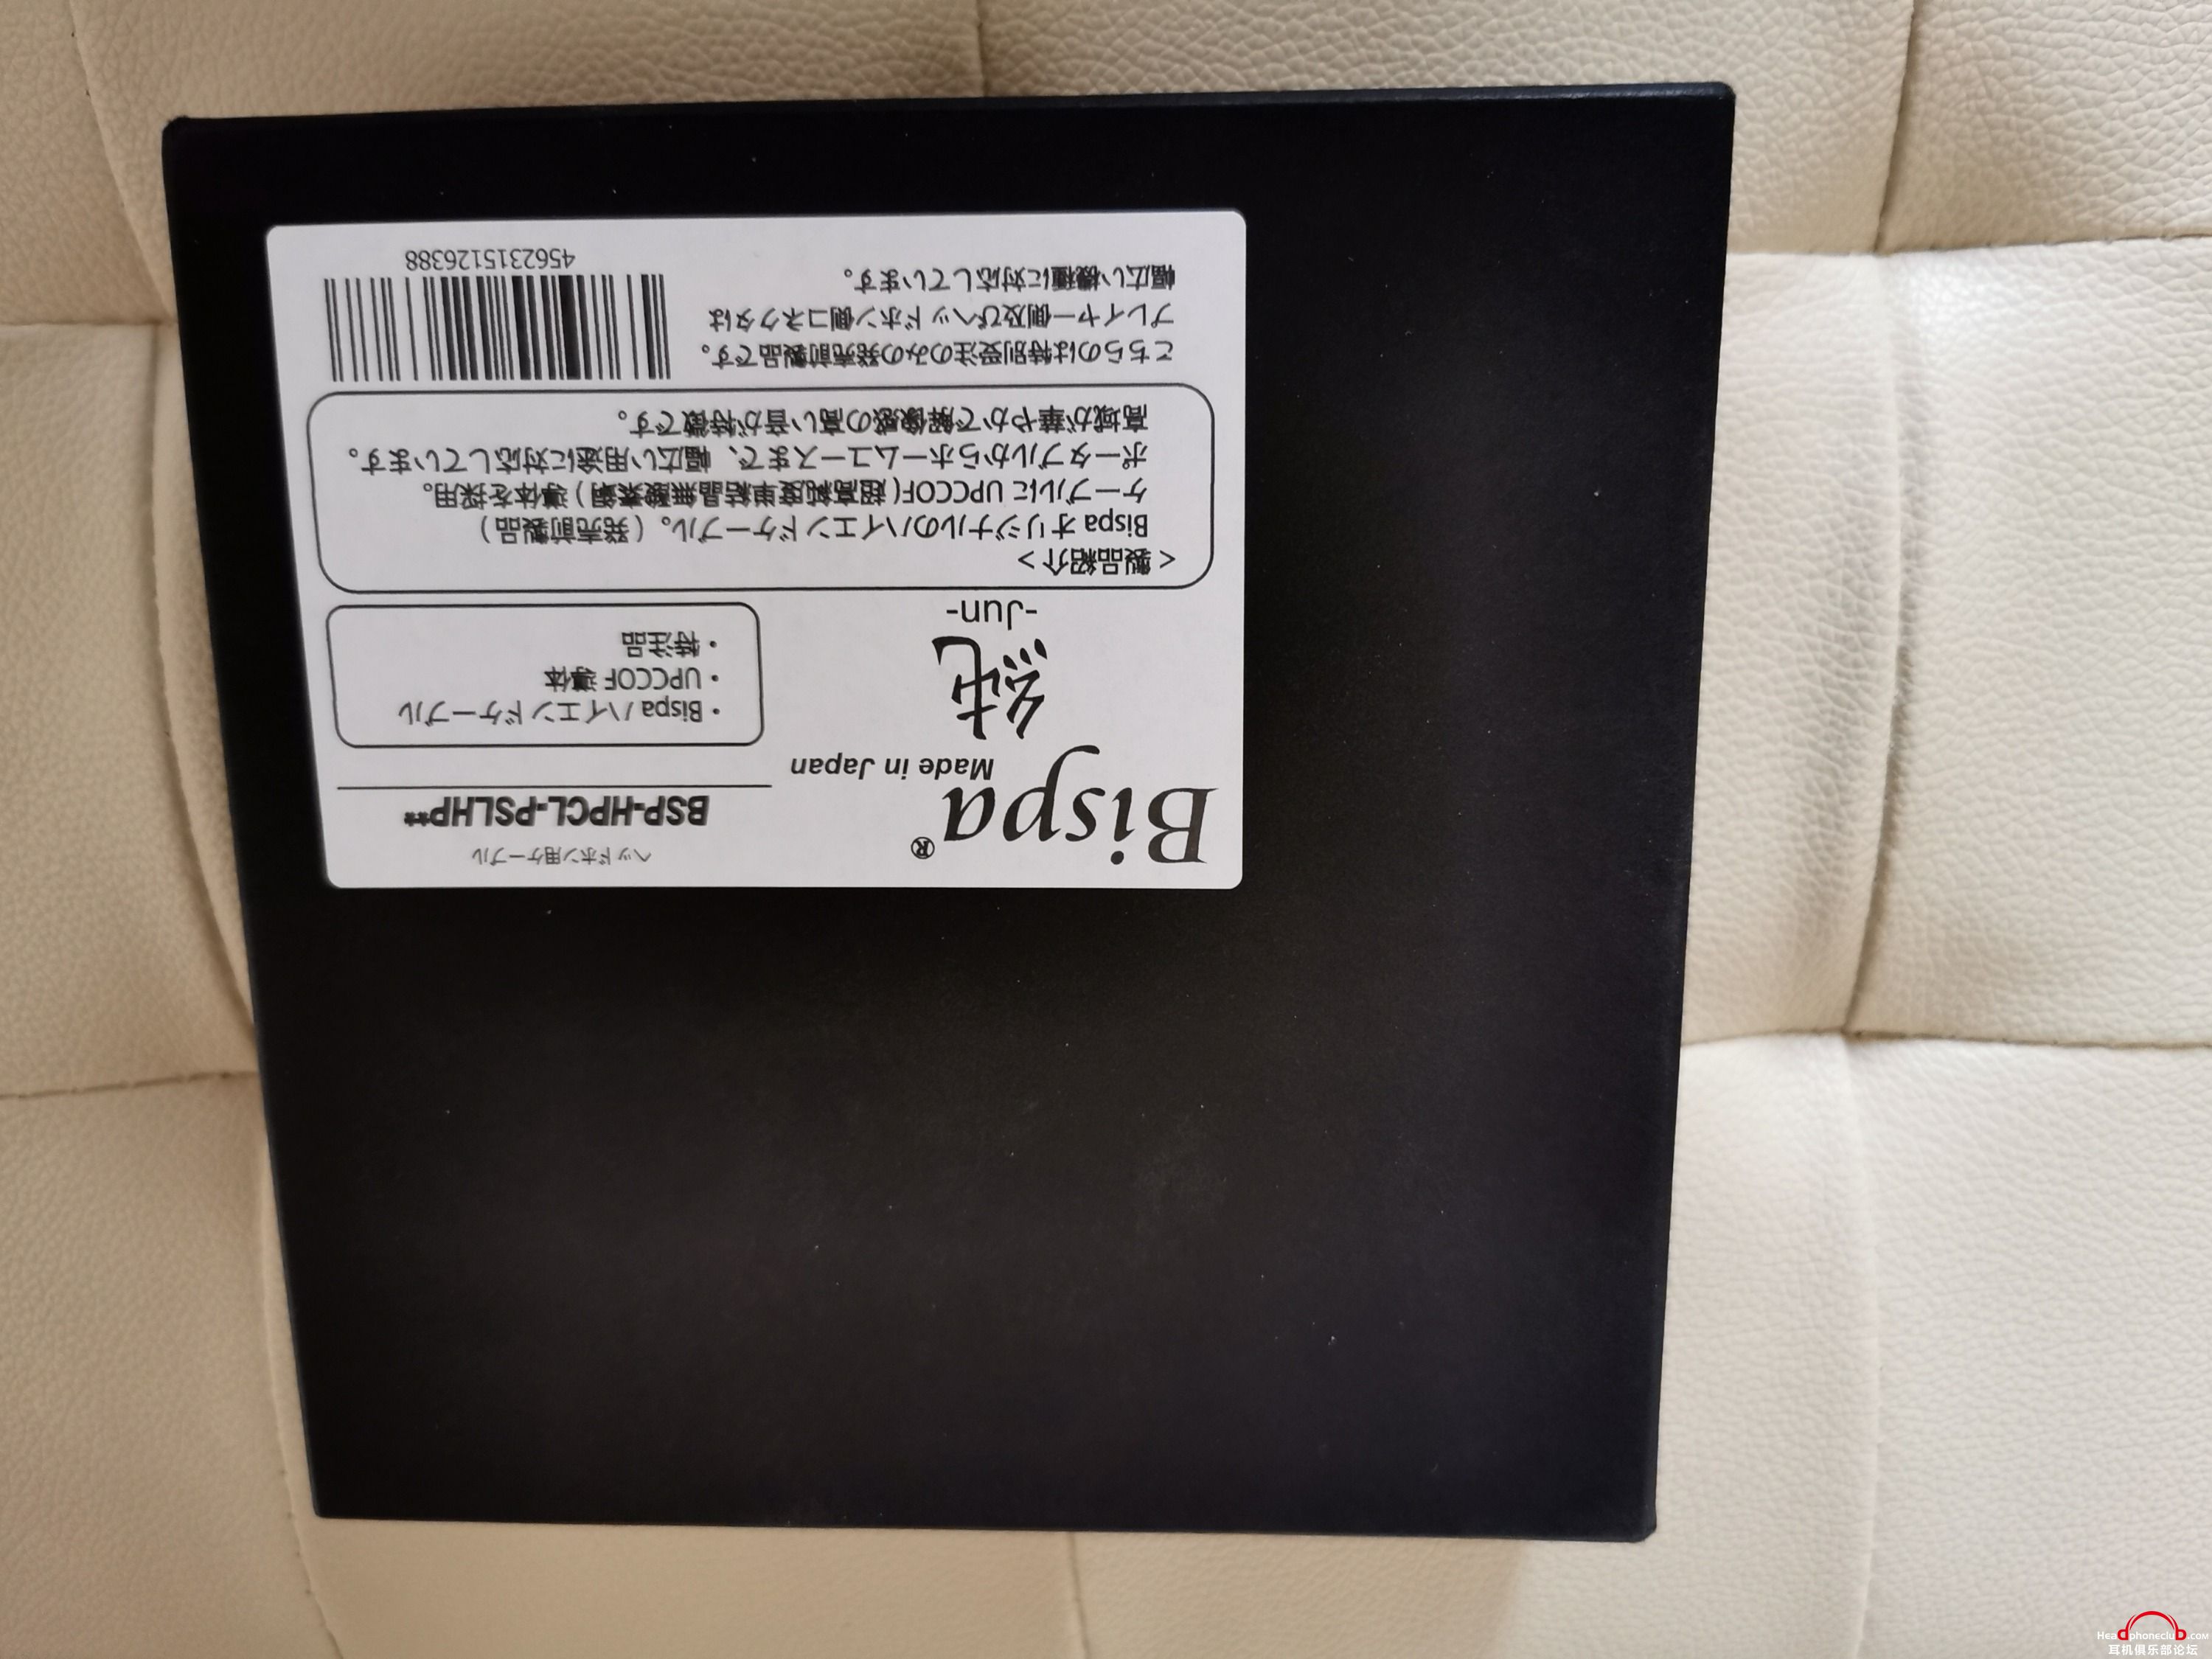 Bispa®
Made in Japan
純
-Jun-
ヘッドホン用ケーブル
BSP-HPCL-PSLHP**
・Bispa ハイエンドケーブル
・UPCCOF 導体
・特注品
<製品紹介>
Bispa オリジナルのハイエンドケーブル。(発売前製品)
ケーブルに UPCCOF(超高純度単結晶無酸素銅)導体を採用。
ポータブルからホームユースまで、幅広い用途に対応しています。
高域が華やかで解像感の高い音が特徴です。
こちらのは特別受注のみの発売前製品です。
プレイヤー側及びヘッドホン側コネクタは
幅広い機種に対応しています。
4562315126388
Headphoneclub.com
耳机俱乐部论坛